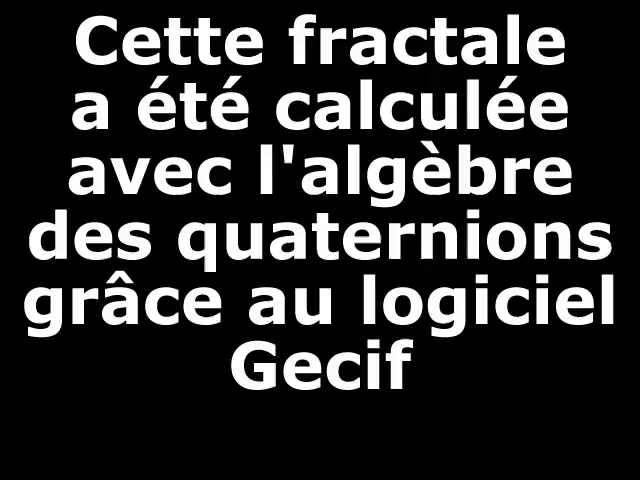 Cette fractale
a été calculée
avec l'algèbre
des quaternions
grâce au logiciel
Gecif